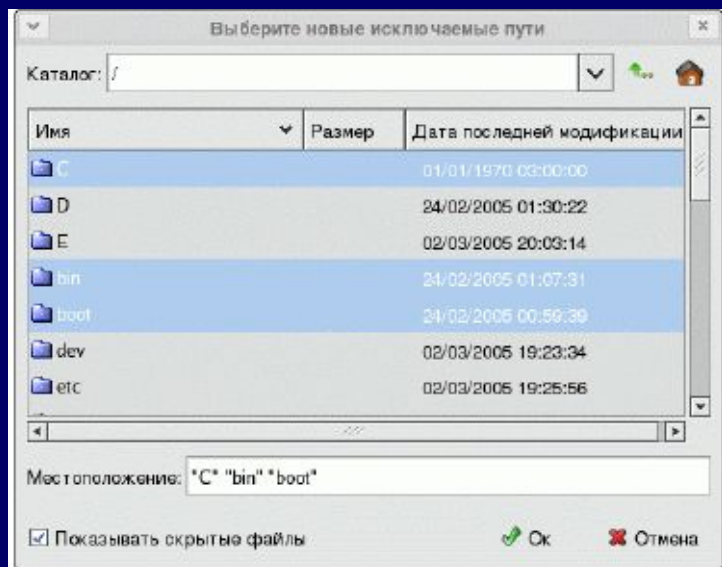 Выберите новые исключаемые пути
Каталог: /
Имя Размер Дата последней модификации
C 01/01/1970 03:00:00
D 24/02/2005 01:30:22
E 02/03/2005 20:03:14
bin 24/02/2005 01:07:31
boot 24/02/2005 00:59:39
dev 02/03/2005 19:23:34
etc 02/03/2005 19:25:56
Местоположение: "C" "bin" "boot"
Показывать скрытые файлы Ок Отмена